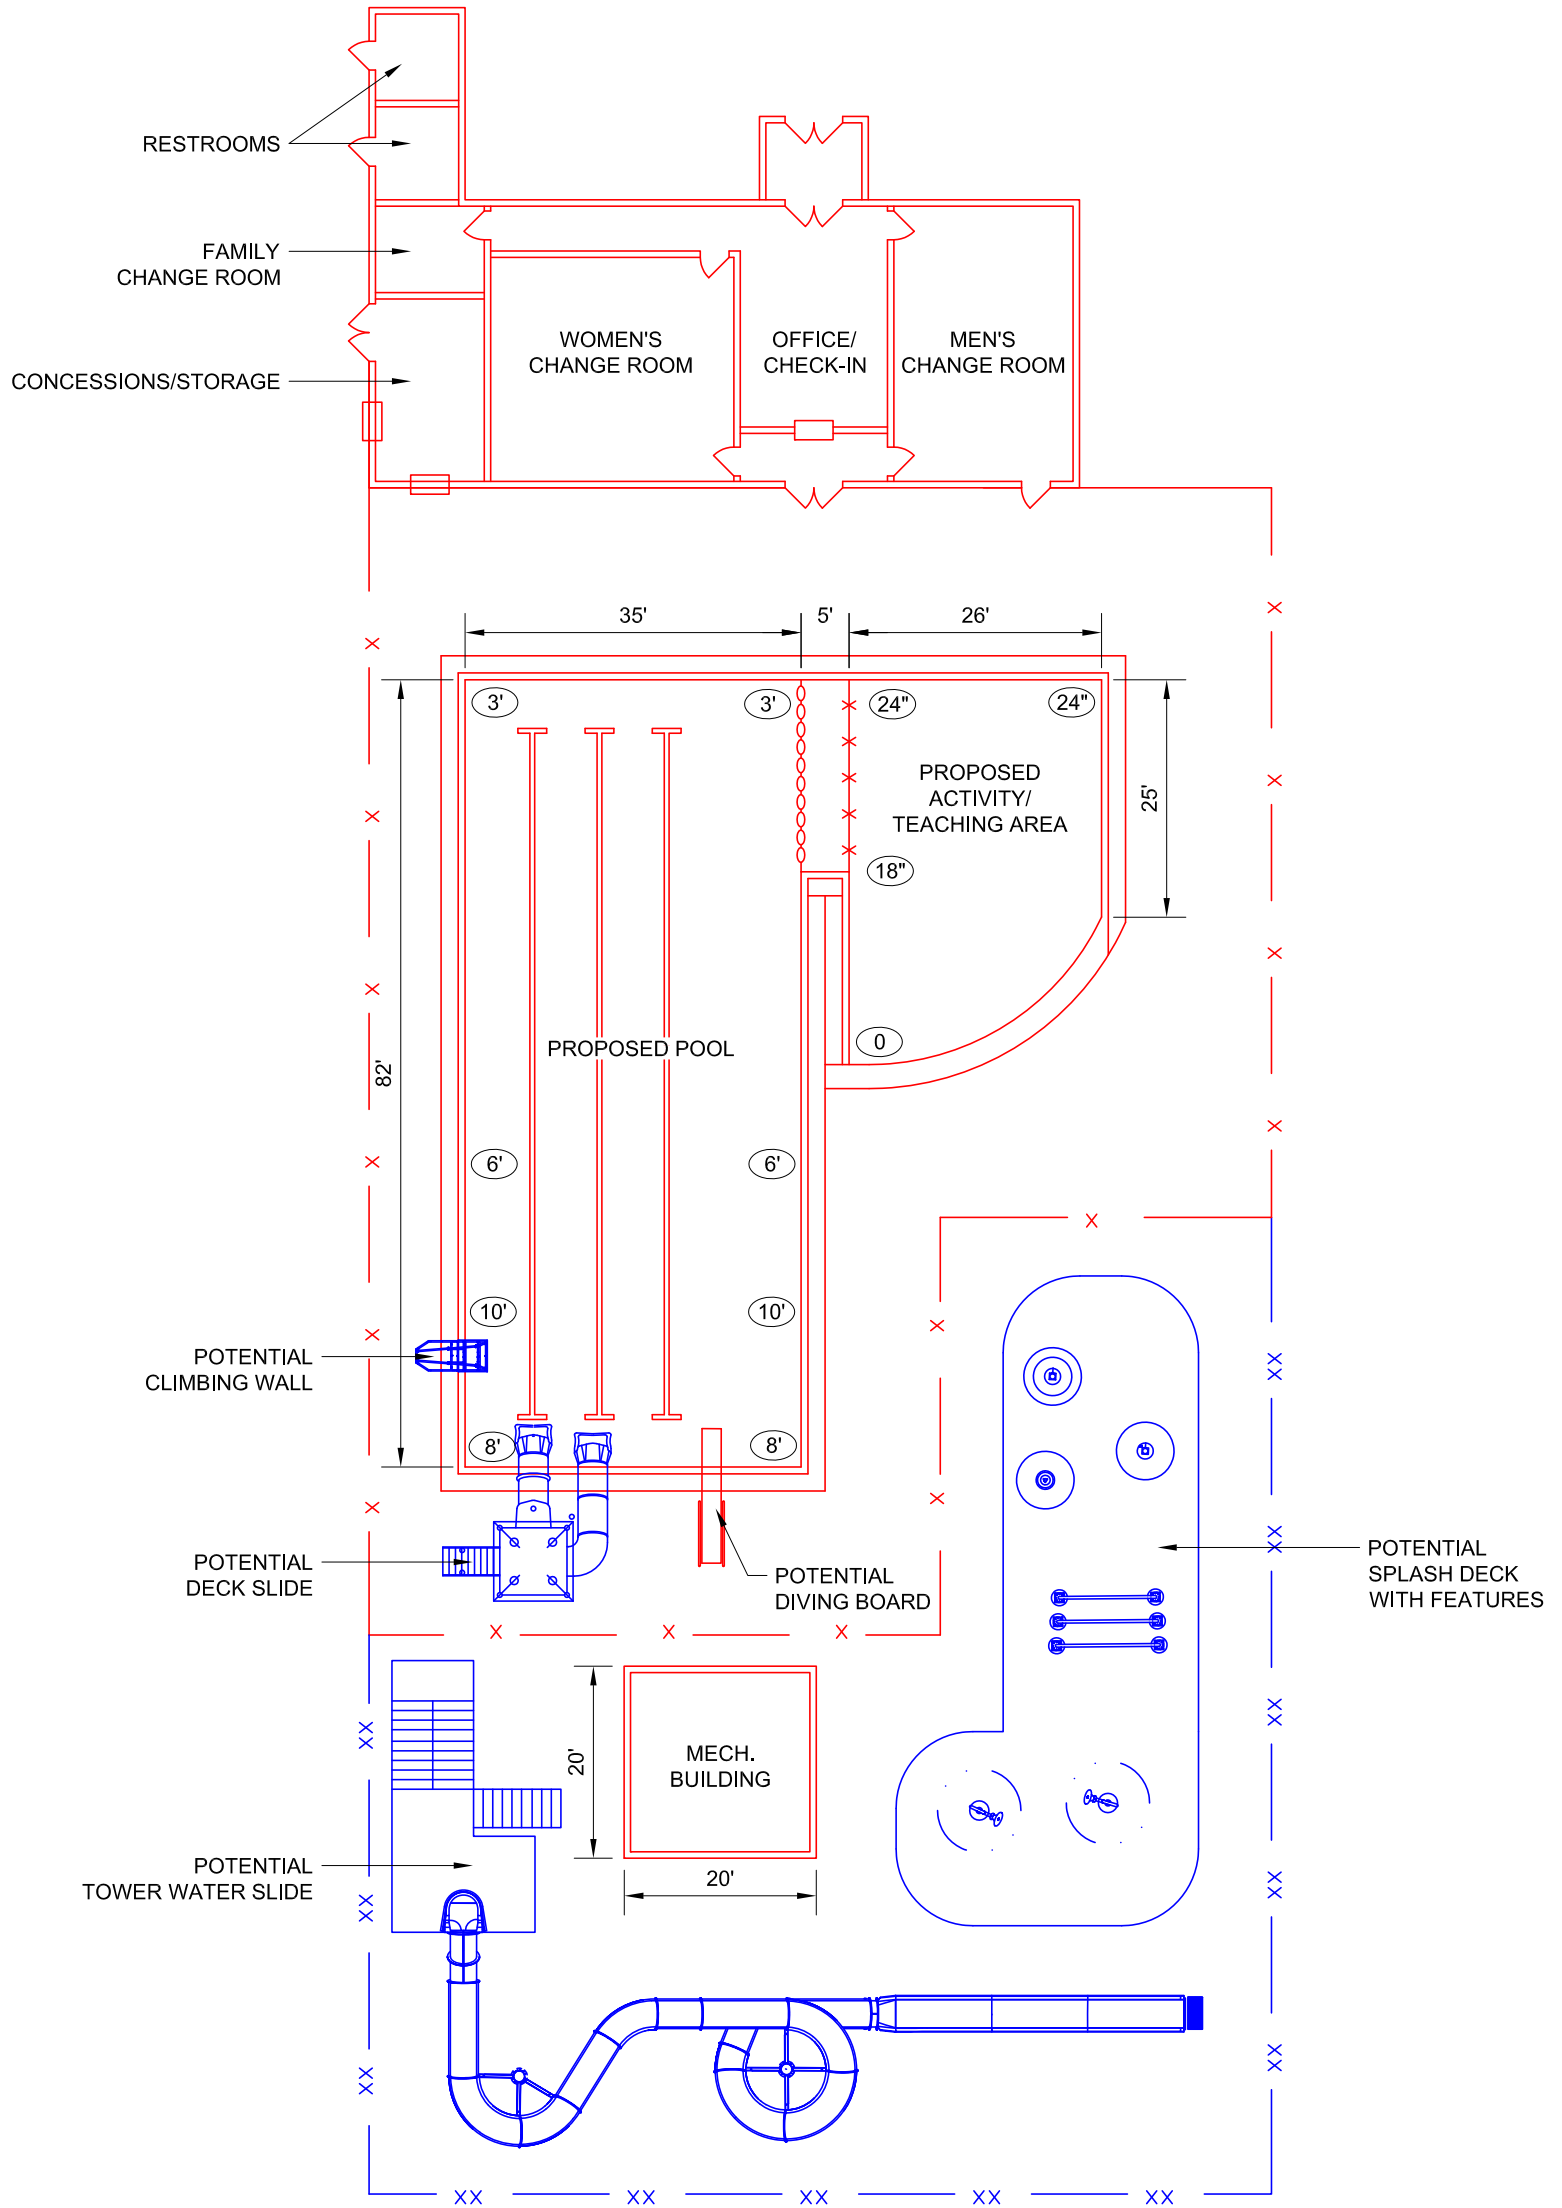 RESTROOMS
FAMILY
CHANGE ROOM
CONCESSIONS/STORAGE
WOMEN'S
CHANGE ROOM
OFFICE/
CHECK-IN
MEN'S
CHANGE ROOM
35'
5'
26'
3'
3'
24"
24"
PROPOSED
ACTIVITY/
TEACHING AREA
25'
18"
0
82'
PROPOSED POOL
6'
6'
10'
10'
POTENTIAL
CLIMBING WALL
8'
8'
POTENTIAL
DECK SLIDE
POTENTIAL
DIVING BOARD
POTENTIAL
SPLASH DECK
WITH FEATURES
20'
MECH.
BUILDING
20'
POTENTIAL
TOWER WATER SLIDE